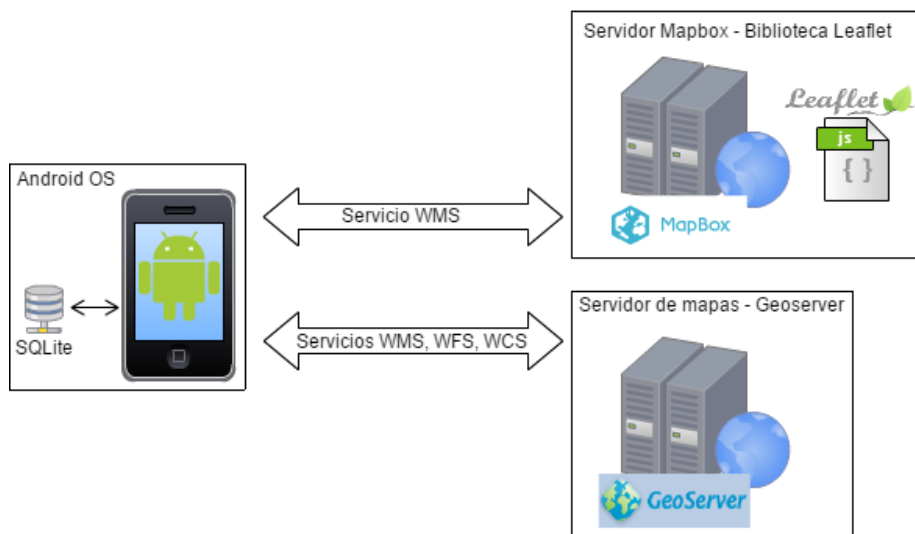 Servidor Mapbox - Biblioteca Leaflet
Leaflet
js
{ }
MapBox
Android OS
SQLite
Servicio WMS
Servicios WMS, WFS, WCS
Servidor de mapas - Geoserver
GeoServer